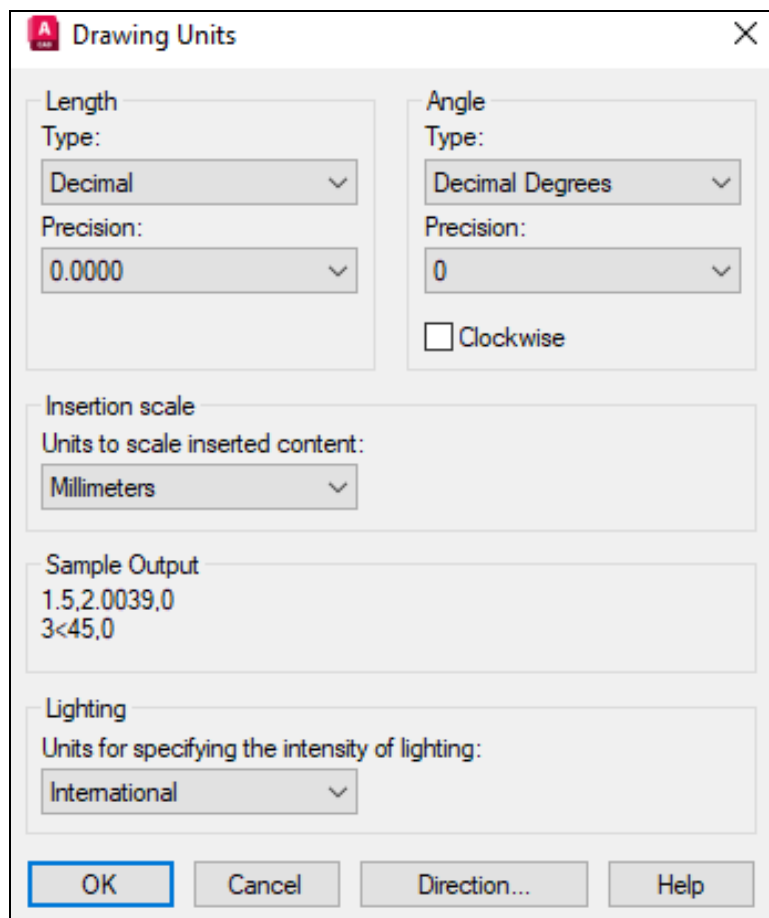 A
CAD
Drawing Units
Length
Type:
Decimal
Precision:
0.0000
Angle
Type:
Decimal Degrees
Precision:
0
Clockwise
Insertion scale
Units to scale inserted content:
Millimeters
Sample Output
1.5,2.0039,0
3<45,0
Lighting
Units for specifying the intensity of lighting:
International
OK Cancel Direction... Help